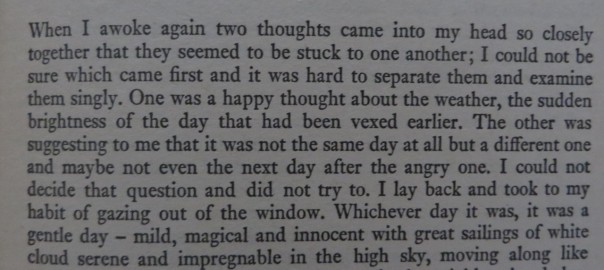 When I awoke again two thoughts came into my head so closely
together that they seemed to be stuck to one another; I could not be
sure which came first and it was hard to separate them and examine
them singly. One was a happy thought about the weather, the sudden
brightness of the day that had been vexed earlier. The other was
suggesting to me that it was not the same day at all but a different one
and maybe not even the next day after the angry one. I could not
decide that question and did not try to. I lay back and took to my
habit of gazing out of the window. Whichever day it was, it was a
gentle day – mild, magical and innocent with great sailings of white
cloud serene and impregnable in the high sky, moving along like